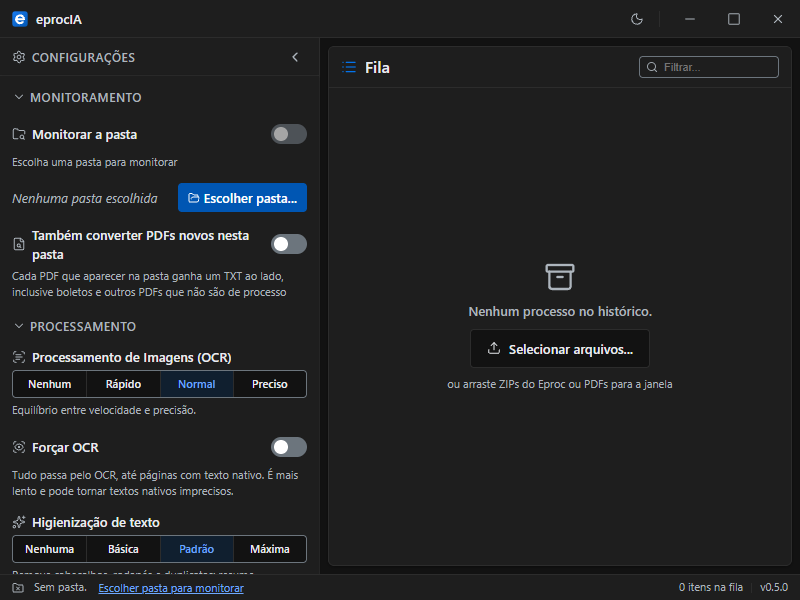 eprocIA
CONFIGURAÇÕES
MONITORAMENTO
Monitorar a pasta
Escolha uma pasta para monitorar
Nenhuma pasta escolhida
Escolher pasta...
Também converter PDFs novos nesta
pasta
Cada PDF que aparecer na pasta ganha um TXT ao lado,
inclusive boletos e outros PDFs que não são de processo
PROCESSAMENTO
Processamento de Imagens (OCR)
Nenhum Rápido Normal Preciso
Equilíbrio entre velocidade e precisão.
Forçar OCR
Tudo passa pelo OCR, até páginas com texto nativo. É mais
lento e pode tornar textos nativos imprecisos.
Higienização de texto
Nenhuma Básica Padrão Máxima
Fila
Filtrar...
Nenhum processo no histórico.
Selecionar arquivos...
ou arraste ZIPs do Eproc ou PDFs para a janela
Sem pasta. Escolher pasta para monitorar
0 itens na fila
v0.5.0